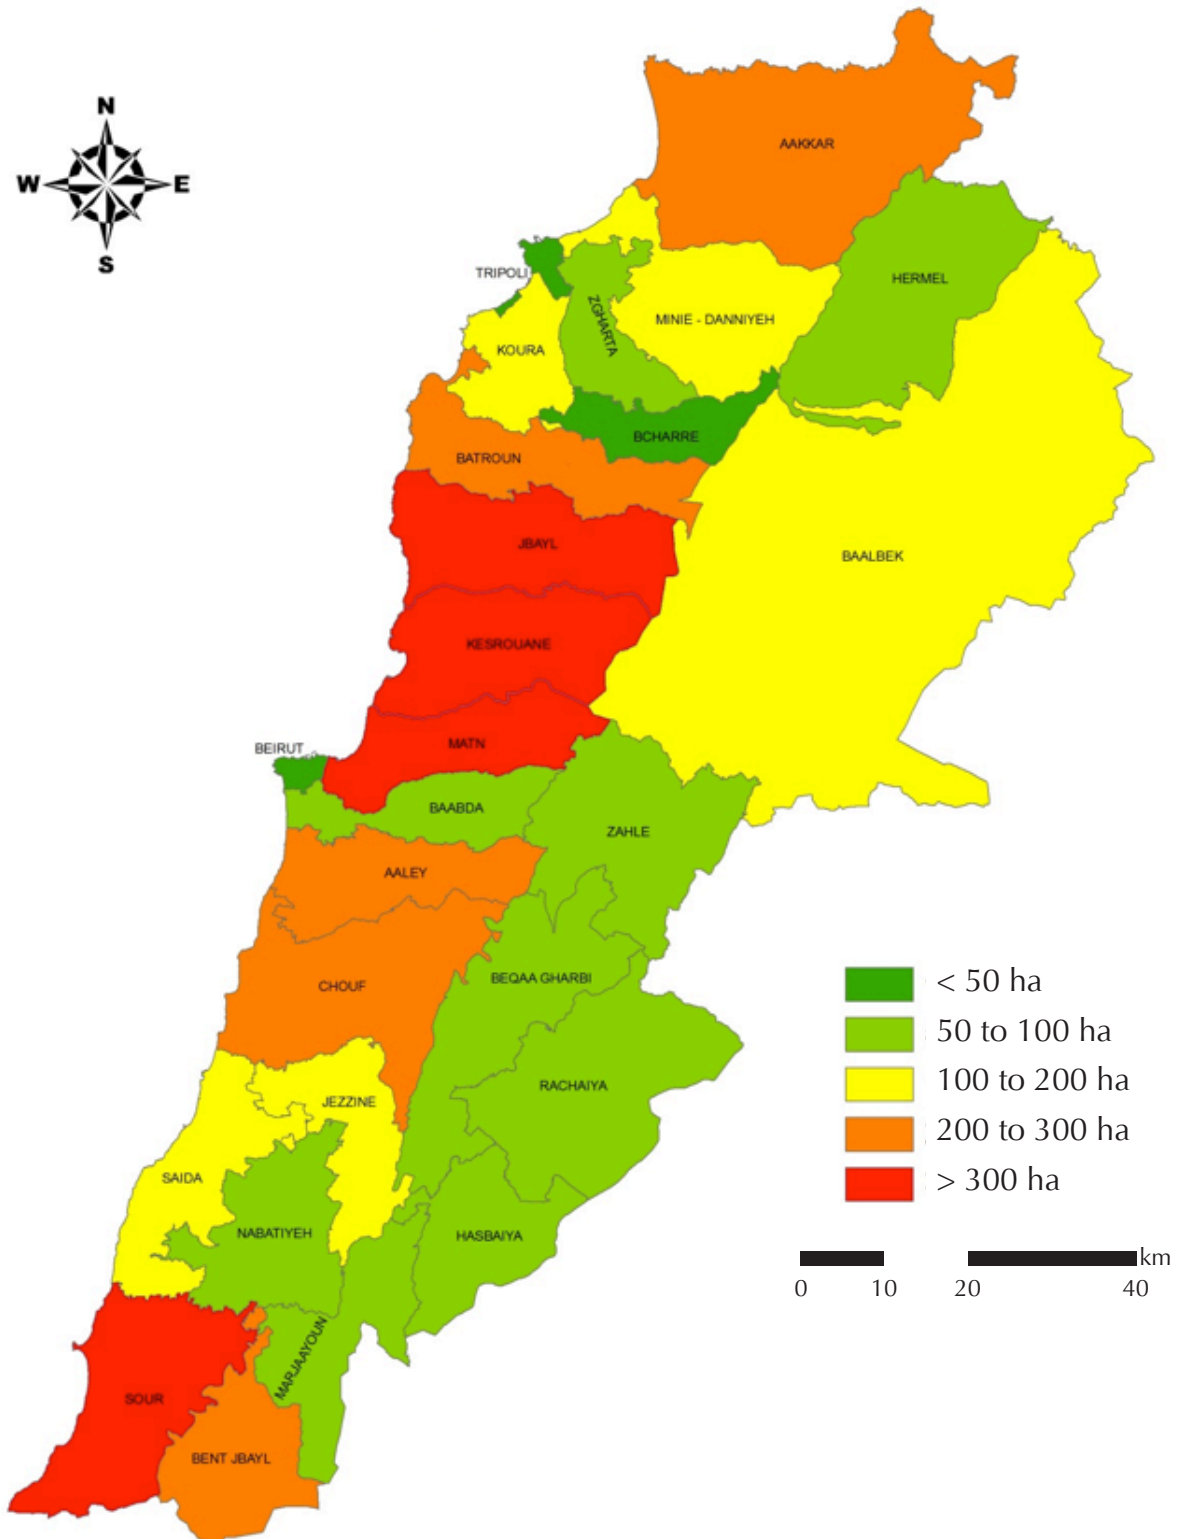 N
W E
S
AAKKAR
TRIPOLI
HERMEL
ZGHARTA
MINIE - DANNIYEH
KOURA
BCHARRE
BATROUN
JBAYL
BAALBEK
KESROUANE
MATN
BEIRUT
BAABDA
ZAHLE
AALEY
BEQAA GHARBI
CHOUF
< 50 ha
50 to 100 ha
100 to 200 ha
200 to 300 ha
> 300 ha
RACHAIYA
JEZZINE
SAIDA
NABATIYEH
HASBAIYA
km
0 10 20 40
MARJAAYOUN
SOUR
BENT JBAYL